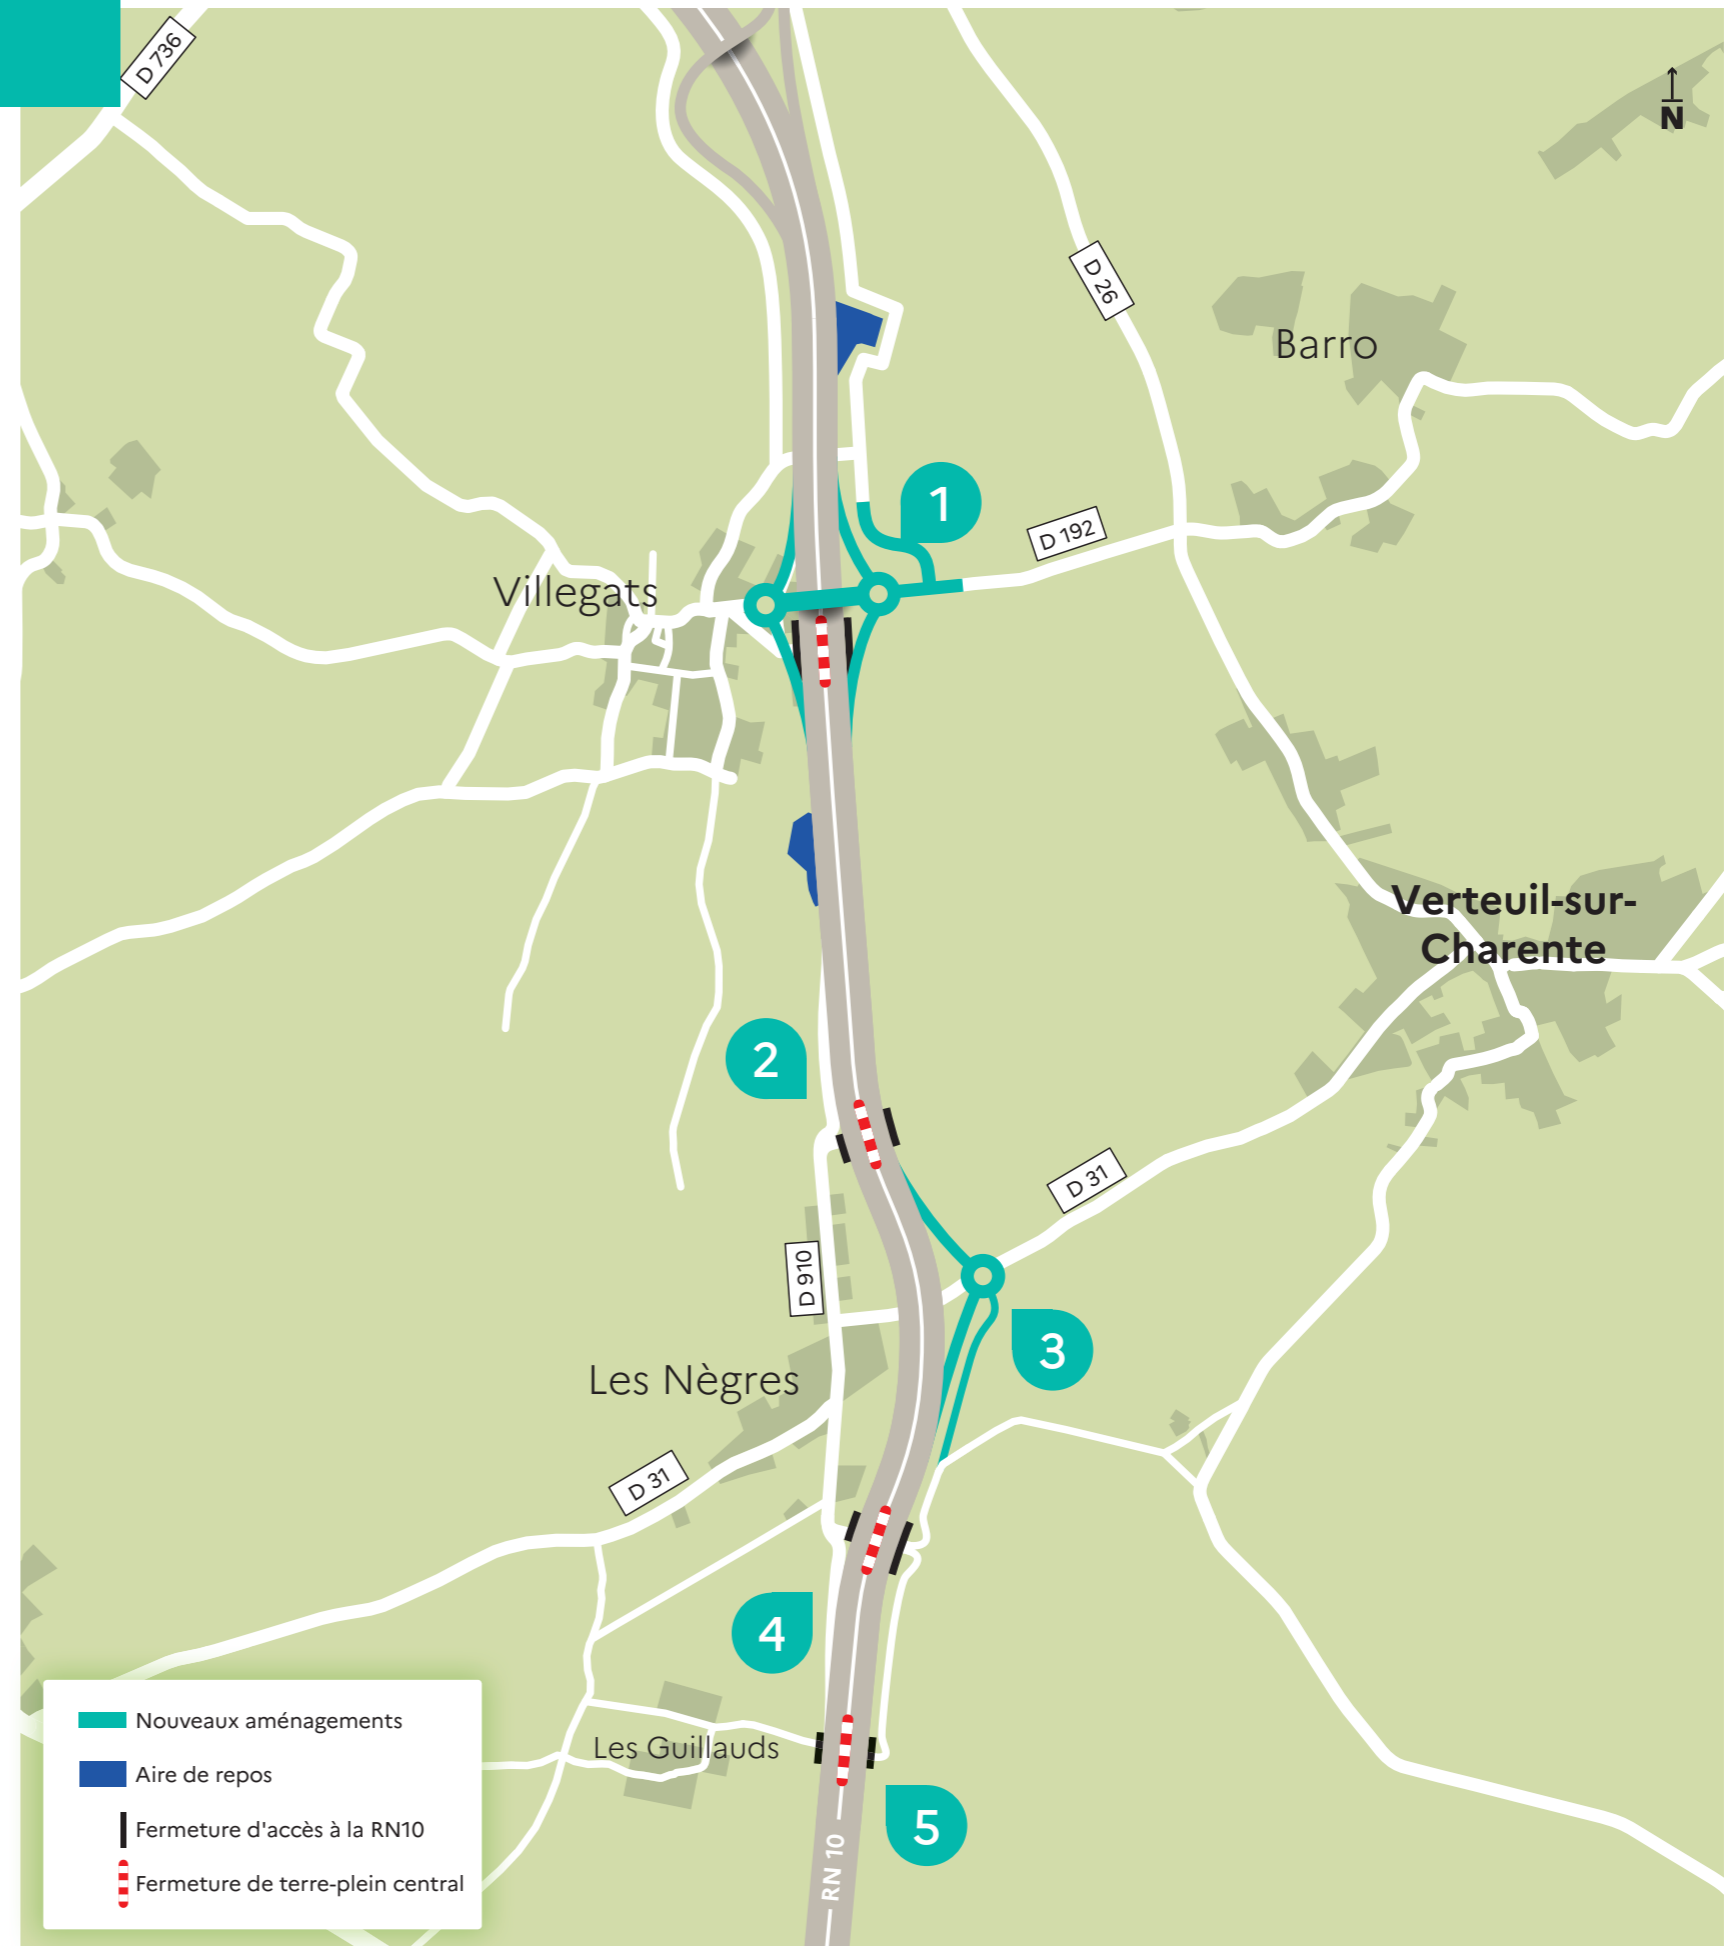 D 736
N
D 26
Barro
1
D 192
Villegats
Verteuil-sur-
Charente
2
D 31
D 910
3
Les Nègres
D 31
4
Les Guillauds
5
RN 10
Nouveaux aménagements
Aire de repos
Fermeture d'accès à la RN10
Fermeture de terre-plein central